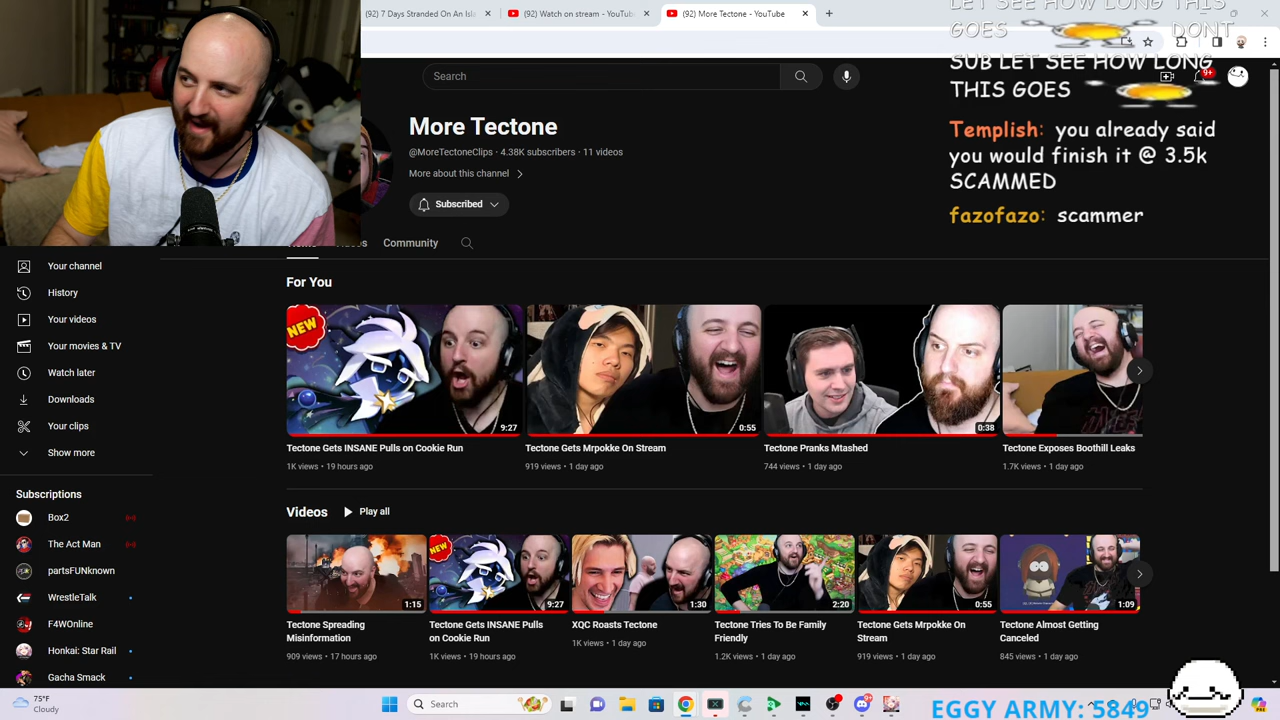 (92) 7 Days Stranded On An Isla
(92) Watch on stream - YouTube
(92) More Tectone - YouTube
LET SEE HOW LONG THIS
GOES DONT
SUB LET SEE HOW LONG
THIS GOES
Templish: you already said
you would finish it @ 3.5k
SCAMMED
fazofazo: scammer
Search
9+
More Tectone
@MoreTectoneClips · 4.38K subscribers · 11 videos
More about this channel
Subscribed
Community
Your channel
History
Your videos
Your movies & TV
Watch later
Downloads
Your clips
Show more
Subscriptions
Box2
The Act Man
partsFUNknown
WrestleTalk
F4WOnline
Honkai: Star Rail
Gacha Smack
For You
NEW
9:27
0:55
0:38
Tectone Gets INSANE Pulls on Cookie Run
1K views • 19 hours ago
Tectone Gets Mrpokke On Stream
919 views • 1 day ago
Tectone Pranks Mtashed
744 views • 1 day ago
Tectone Exposes Boothill Leaks
1.7K views • 1 day ago
Videos
Play all
1:15
NEW
9:27
1:30
2:20
0:55
1:09
Tectone Spreading
Misinformation
909 views • 17 hours ago
Tectone Gets INSANE Pulls
on Cookie Run
1K views • 19 hours ago
XQC Roasts Tectone
1K views • 1 day ago
Tectone Tries To Be Family
Friendly
1.2K views • 1 day ago
Tectone Gets Mrpokke On
Stream
919 views • 1 day ago
Tectone Almost Getting
Canceled
845 views • 1 day ago
75°F
Cloudy
Search
EGGY ARMY: 5849